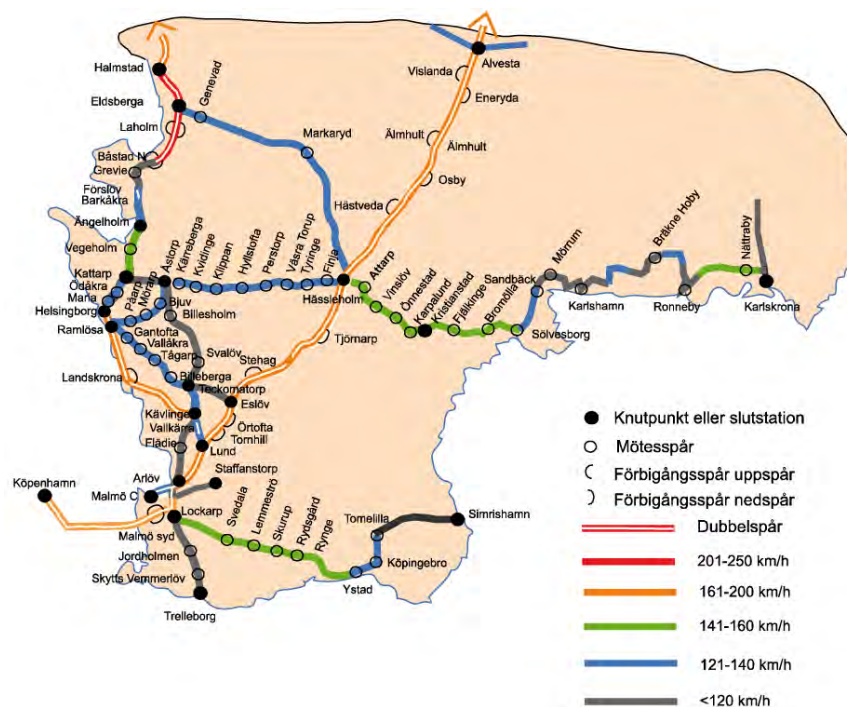 Halmstad
Eldsberga
Genevad
Laholm
Markaryd
Båstad N
Grevie
Förslöv
Barkåkra
Ängelholm
Vegeholm
Kattarp
Ödåkra
Maria
Helsingborg
Ramlösa
Påarp
Mörarp
Åstorp
Kärreberga
Kvidinge
Klippan
Hyllstofta
Perstorp
Västra Torup
Tyringe
Finja
Hässleholm
Bjuv
Billesholm
Gantofta
Vallåkra
Tågarp
Svalöv
Billeberga
Teckomatorp
Landskrona
Stehag
Eslöv
Kävlinge
Vallkärra
Flädie
Örtofta
Tornhill
Lund
Staffanstorp
Arlöv
Malmö C
Köpenhamn
Lockarp
Malmö syd
Jordholmen
Skytts Vemmerlöv
Trelleborg
Svedala
Lemmeströ
Skurup
Rydsgård
Rynge
Ystad
Köpingebro
Tomelilla
Simrishamn
Alvesta
Vislanda
Eneryda
Älmhult
Älmhult
Osby
Hästveda
Tjörnarp
Attarp
Vinslöv
Önnestad
Karpalund
Kristianstad
Fjälkinge
Bromölla
Sölvesborg
Sandbäck
Mörrum
Karlshamn
Bräkne Hoby
Ronneby
Nättraby
Karlskrona
Knutpunkt eller slutstation
Mötesspår
Förbigångsspår uppspår
Förbigångsspår nedspår
Dubbelspår
201-250 km/h
161-200 km/h
141-160 km/h
121-140 km/h
<120 km/h